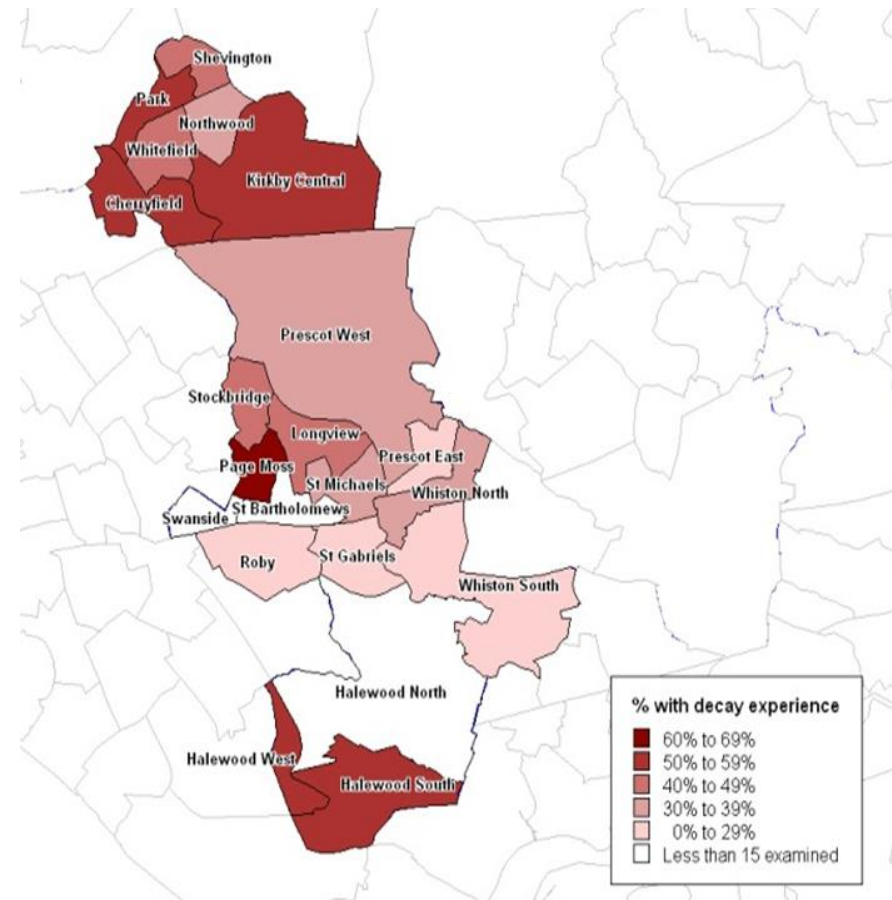 Shevington
Park
Northwood
Whitefield
Kirkby Central
Cherryfield
Prescot West
Stockbridge
Longview
Prescot East
Page Moss
St Michaels
Whiston North
St Bartholomews
Swanside
St Gabriels
Roby
Whiston South
Halewood North
Halewood West
Halewood South
% with decay experience
60% to 69%
50% to 59%
40% to 49%
30% to 39%
0% to 29%
Less than 15 examined